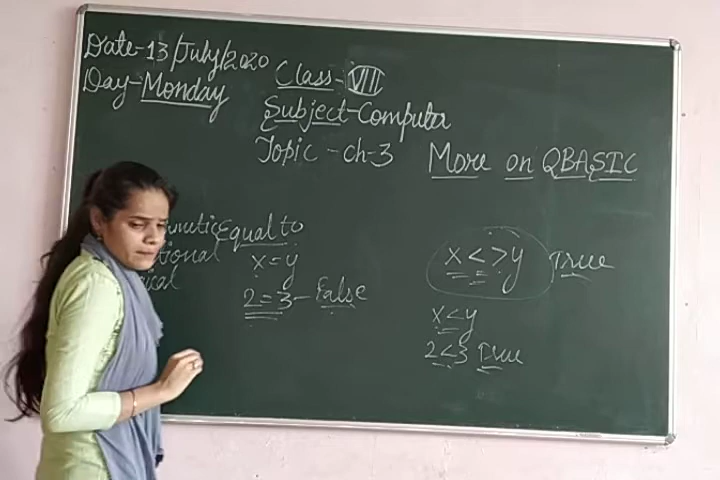 Date-13/July/2020
Day-Monday
Class-VII
Subject-Computer
Topic - ch-3 More on QBASIC
Equal to
x=y
2=3-False
x<>y True
x<y
2<3 True